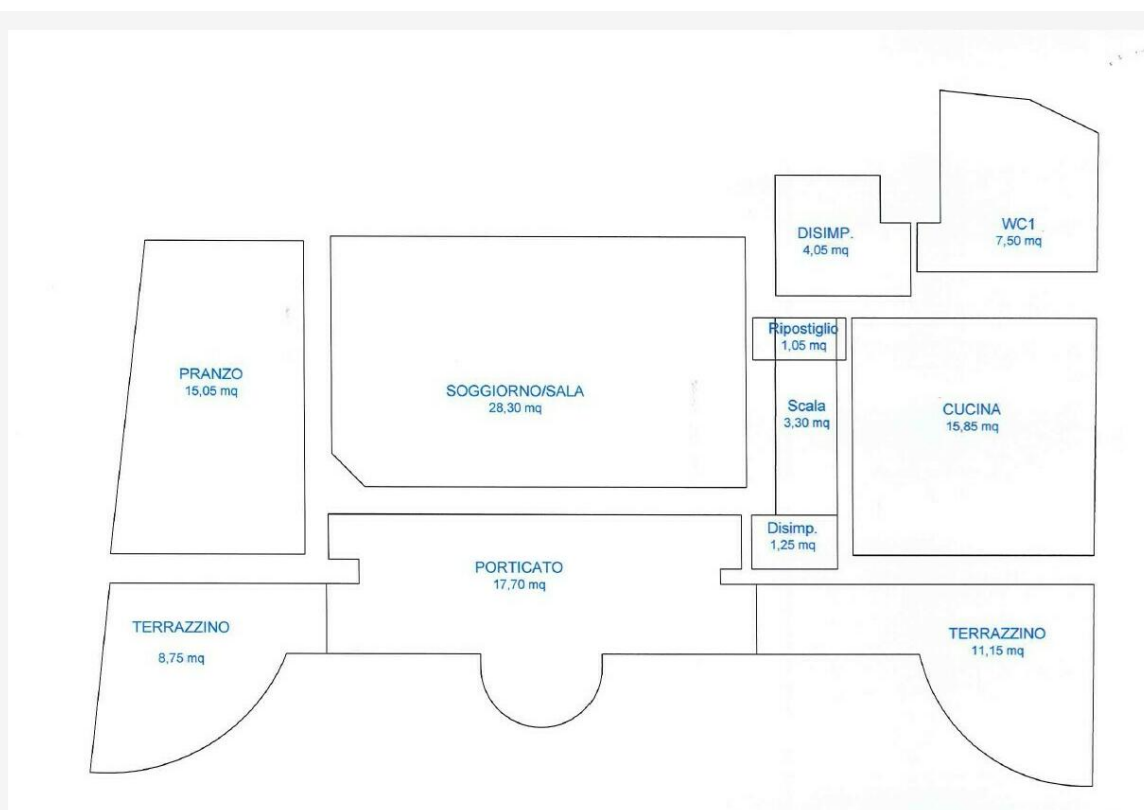 WC1
7,50 mq
DISIMP.
4,05 mq
Ripostiglio
1,05 mq
PRANZO
15,05 mq
SOGGIORNO/SALA
28,30 mq
Scala
3,30 mq
CUCINA
15,85 mq
Disimp.
1,25 mq
PORTICATO
17,70 mq
TERRAZZINO
8,75 mq
TERRAZZINO
11,15 mq